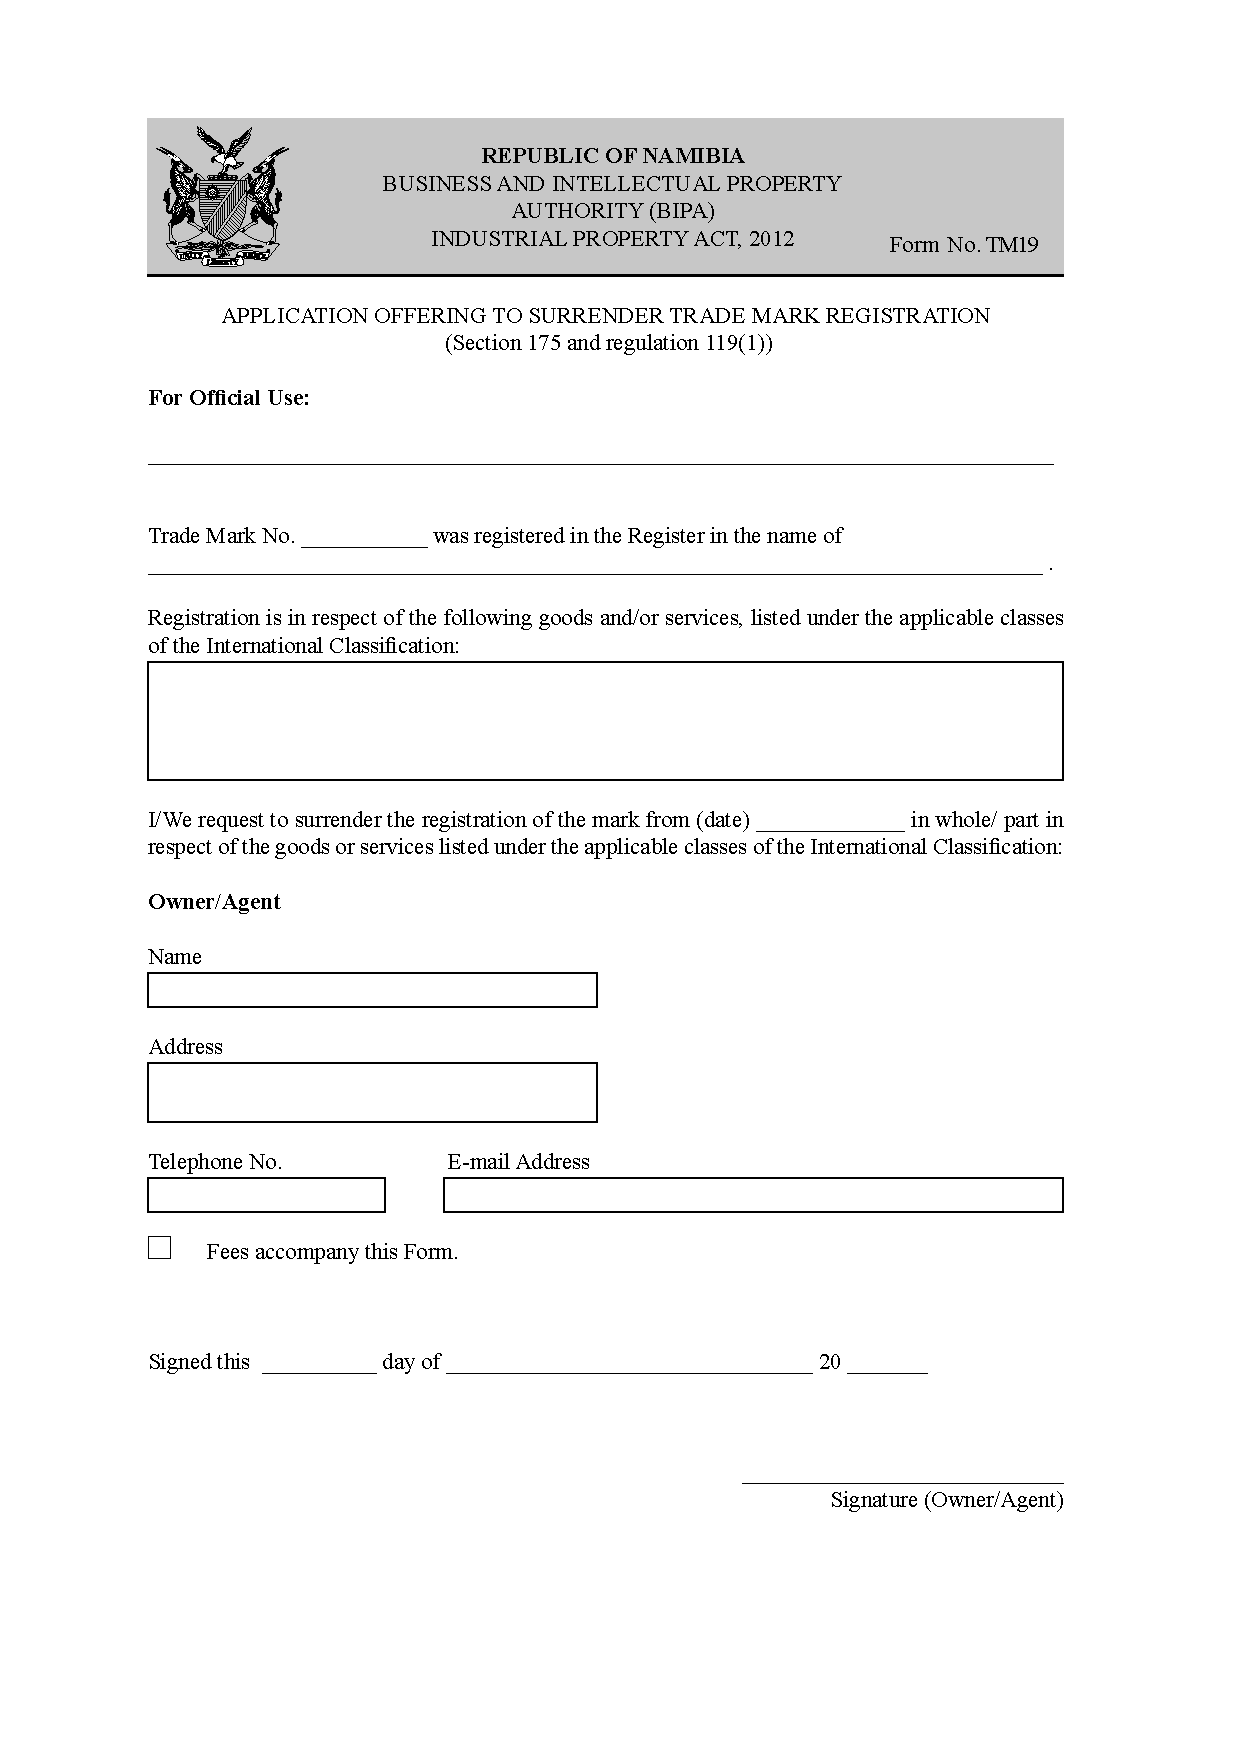 REPUBLIC OF NAMIBIA
BUSINESS AND INTELLECTUAL PROPERTY
AUTHORITY (BIPA)
INDUSTRIAL PROPERTY ACT, 2012
Form No. TM19
APPLICATION OFFERING TO SURRENDER TRADE MARK REGISTRATION
(Section 175 and regulation 119(1))
For Official Use:
Trade Mark No. ___________ was registered in the Register in the name of
______________________________________________________________________________ .
Registration is in respect of the following goods and/or services, listed under the applicable classes
of the International Classification:
I/We request to surrender the registration of the mark from (date) _____________ in whole/ part in
respect of the goods or services listed under the applicable classes of the International Classification:
Owner/Agent
Name
Address
Telephone No. E-mail Address
Fees accompany this Form.
Signed this __________ day of ________________________________ 20 _______
Signature (Owner/Agent)